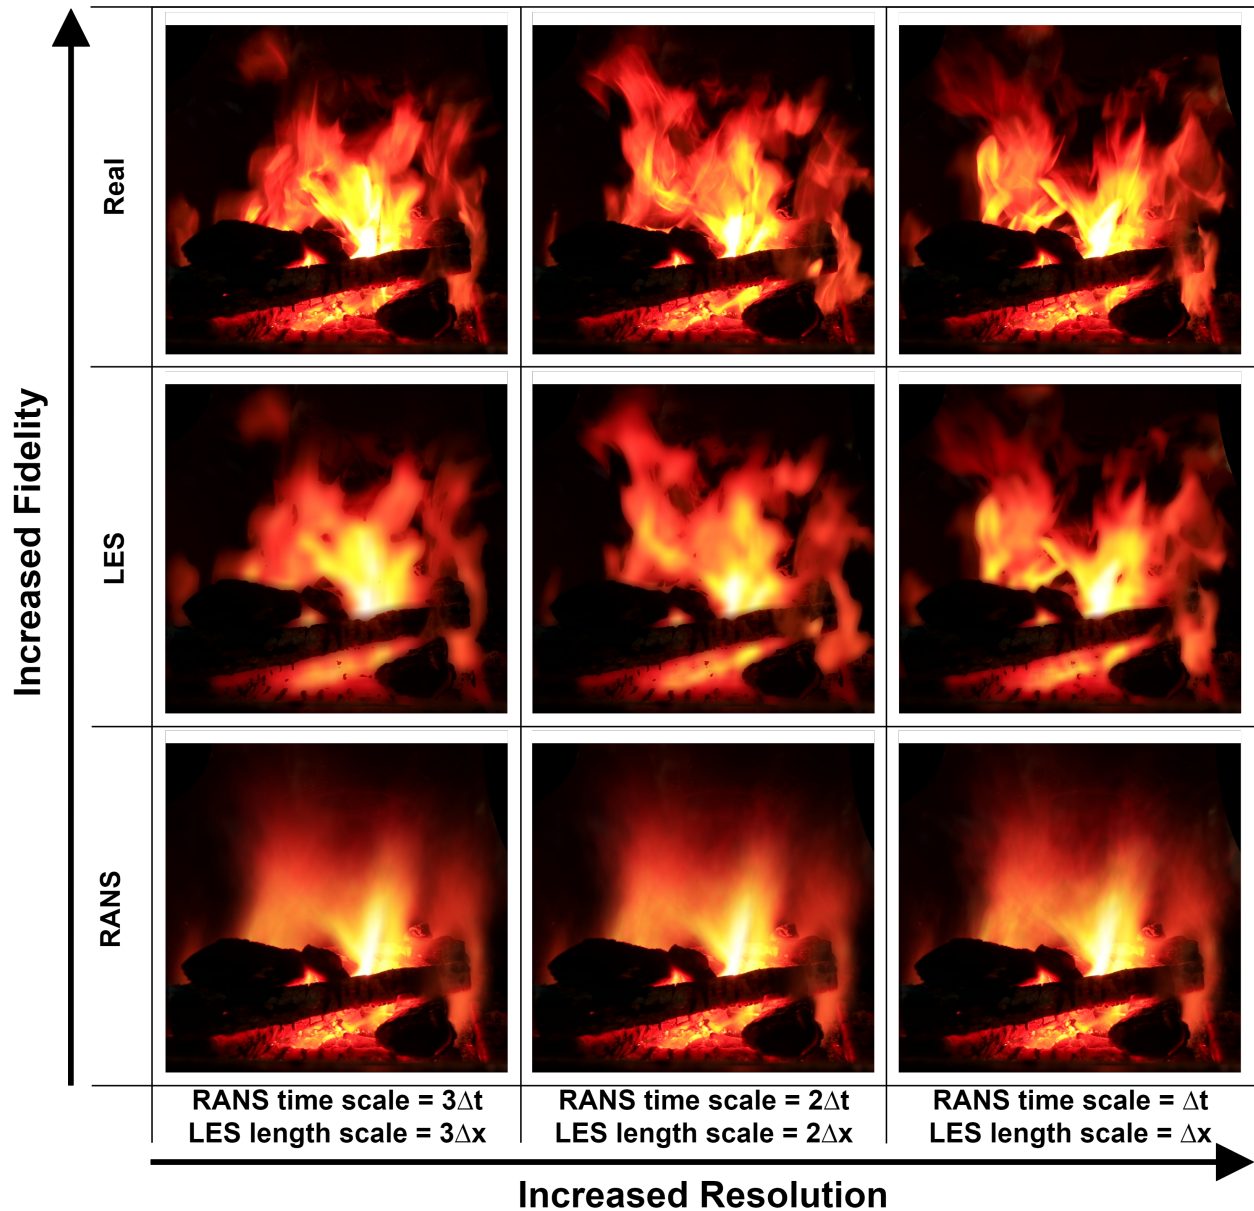 Increased Fidelity
Real
LES
RANS
RANS time scale = 3Δt
LES length scale = 3Δx
RANS time scale = 2Δt
LES length scale = 2Δx
RANS time scale = Δt
LES length scale = Δx
Increased Resolution